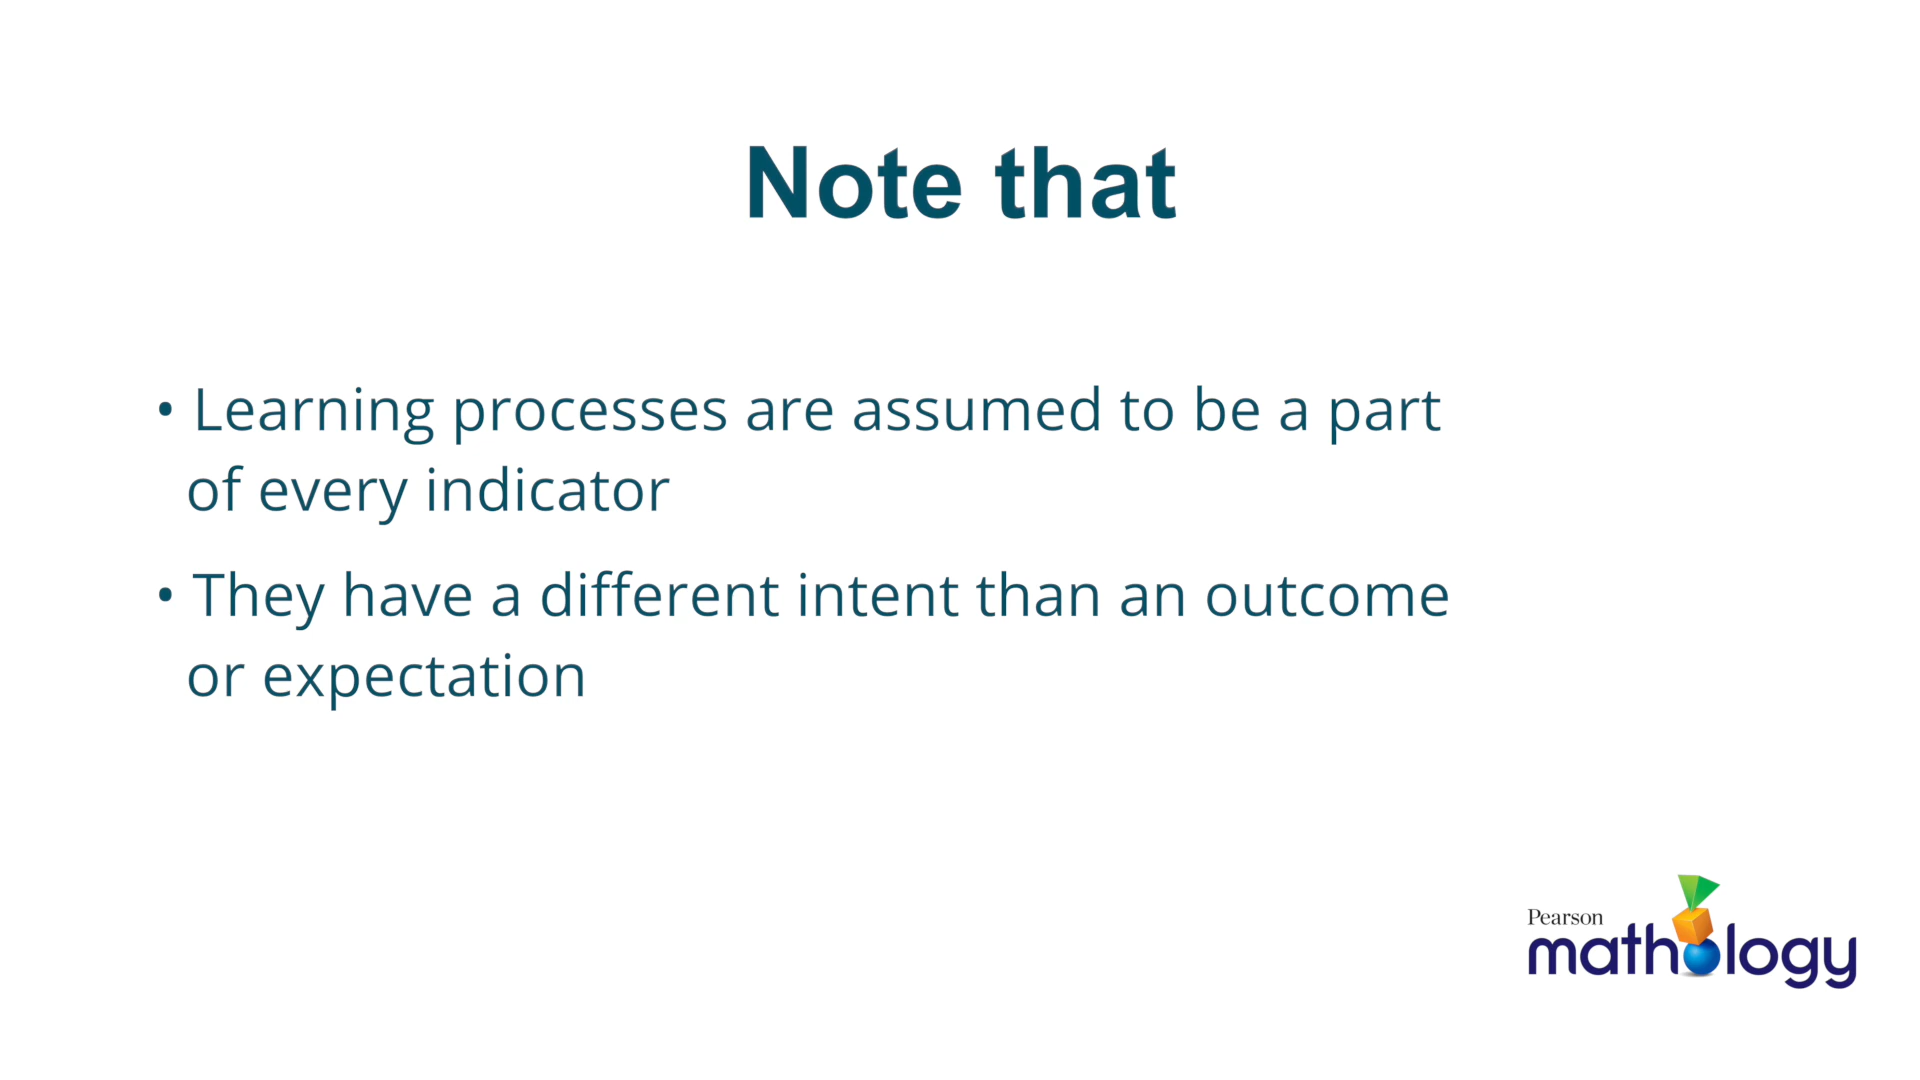 Note that
• Learning processes are assumed to be a part
of every indicator
• They have a different intent than an outcome
or expectation
Pearson
mathology